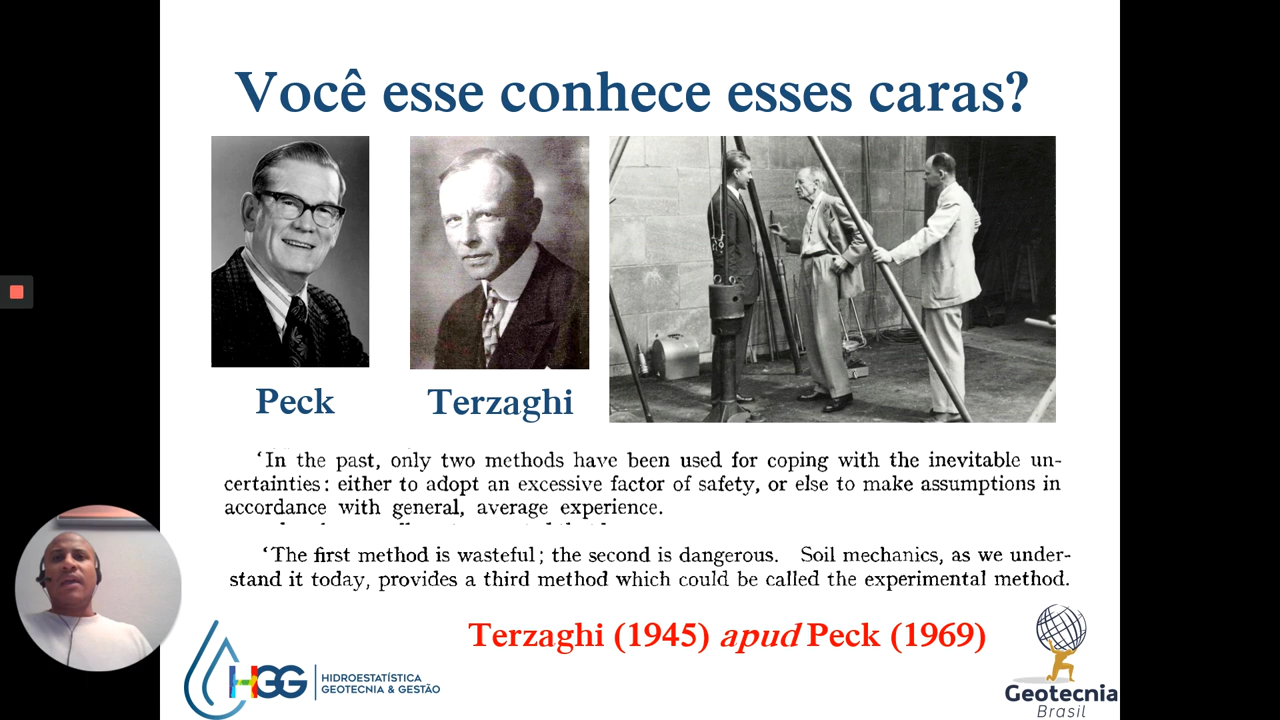 Você esse conhece esses caras?
Peck
Terzaghi
‘In the past, only two methods have been used for coping with the inevitable un-
certainties: either to adopt an excessive factor of safety, or else to make assumptions in
accordance with general, average experience.
‘The first method is wasteful; the second is dangerous. Soil mechanics, as we under-
stand it today, provides a third method which could be called the experimental method.
Terzaghi (1945) apud Peck (1969)
HGG
HIDROESTATÍSTICA
GEOTECNIA & GESTÃO
Geotecnia
Brasil